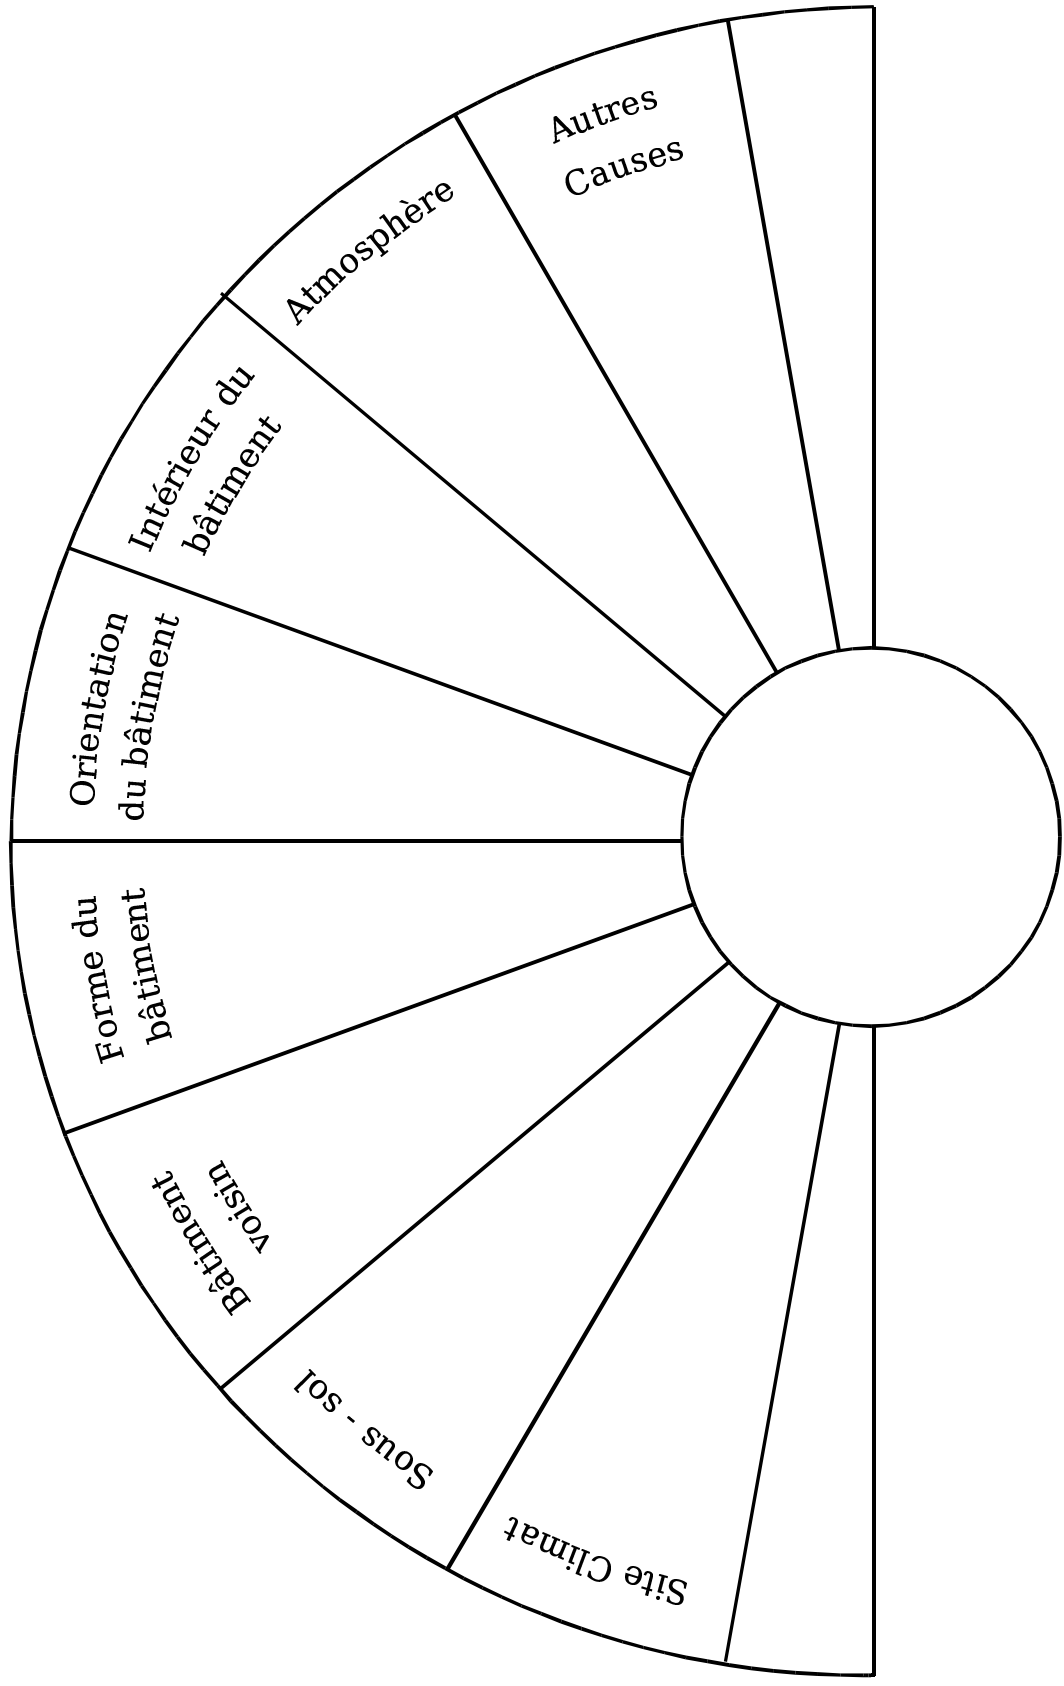 Site Climat
Sous - sol
Bâtiment
voisin
Forme du
bâtiment
Orientation
du bâtiment
Intérieur du
bâtiment
Atmosphère
Autres
Causes